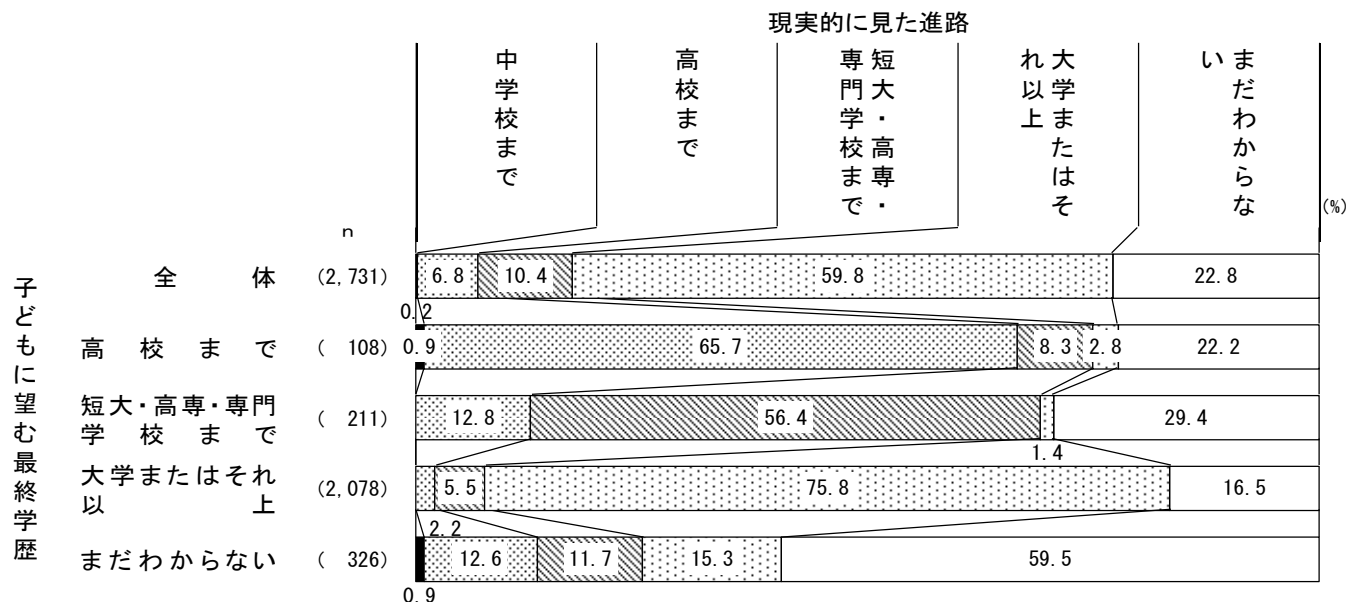 現実的に見た進路
中学校まで
高校まで
短大・高専・
専門学校まで
大学またはそ
れ以上
まだわからな
い
(%)
n
子どもに望む最終学歴
全体 (2,731) 6.8 10.4 59.8 22.8
0.2
高校まで ( 108) 0.9 65.7 8.3 2.8 22.2
短大・高専・専門
学校まで ( 211) 12.8 56.4 29.4
1.4
大学またはそれ
以上 (2,078) 5.5 75.8 16.5
2.2
まだわからない ( 326) 12.6 11.7 15.3 59.5
0.9